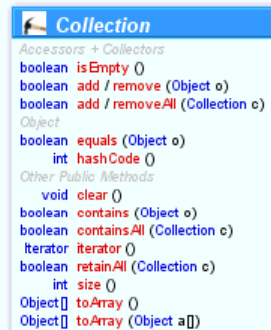 Collection
Accessors + Collectors
boolean isEmpty ()
boolean add / remove (Object o)
boolean add / removeAll (Collection c)
Object
boolean equals (Object o)
int hashCode ()
Other Public Methods
void clear ()
boolean contains (Object o)
boolean containsAll (Collection c)
Iterator iterator ()
boolean retainAll (Collection c)
int size ()
Object[] toArray ()
Object[] toArray (Object a[])